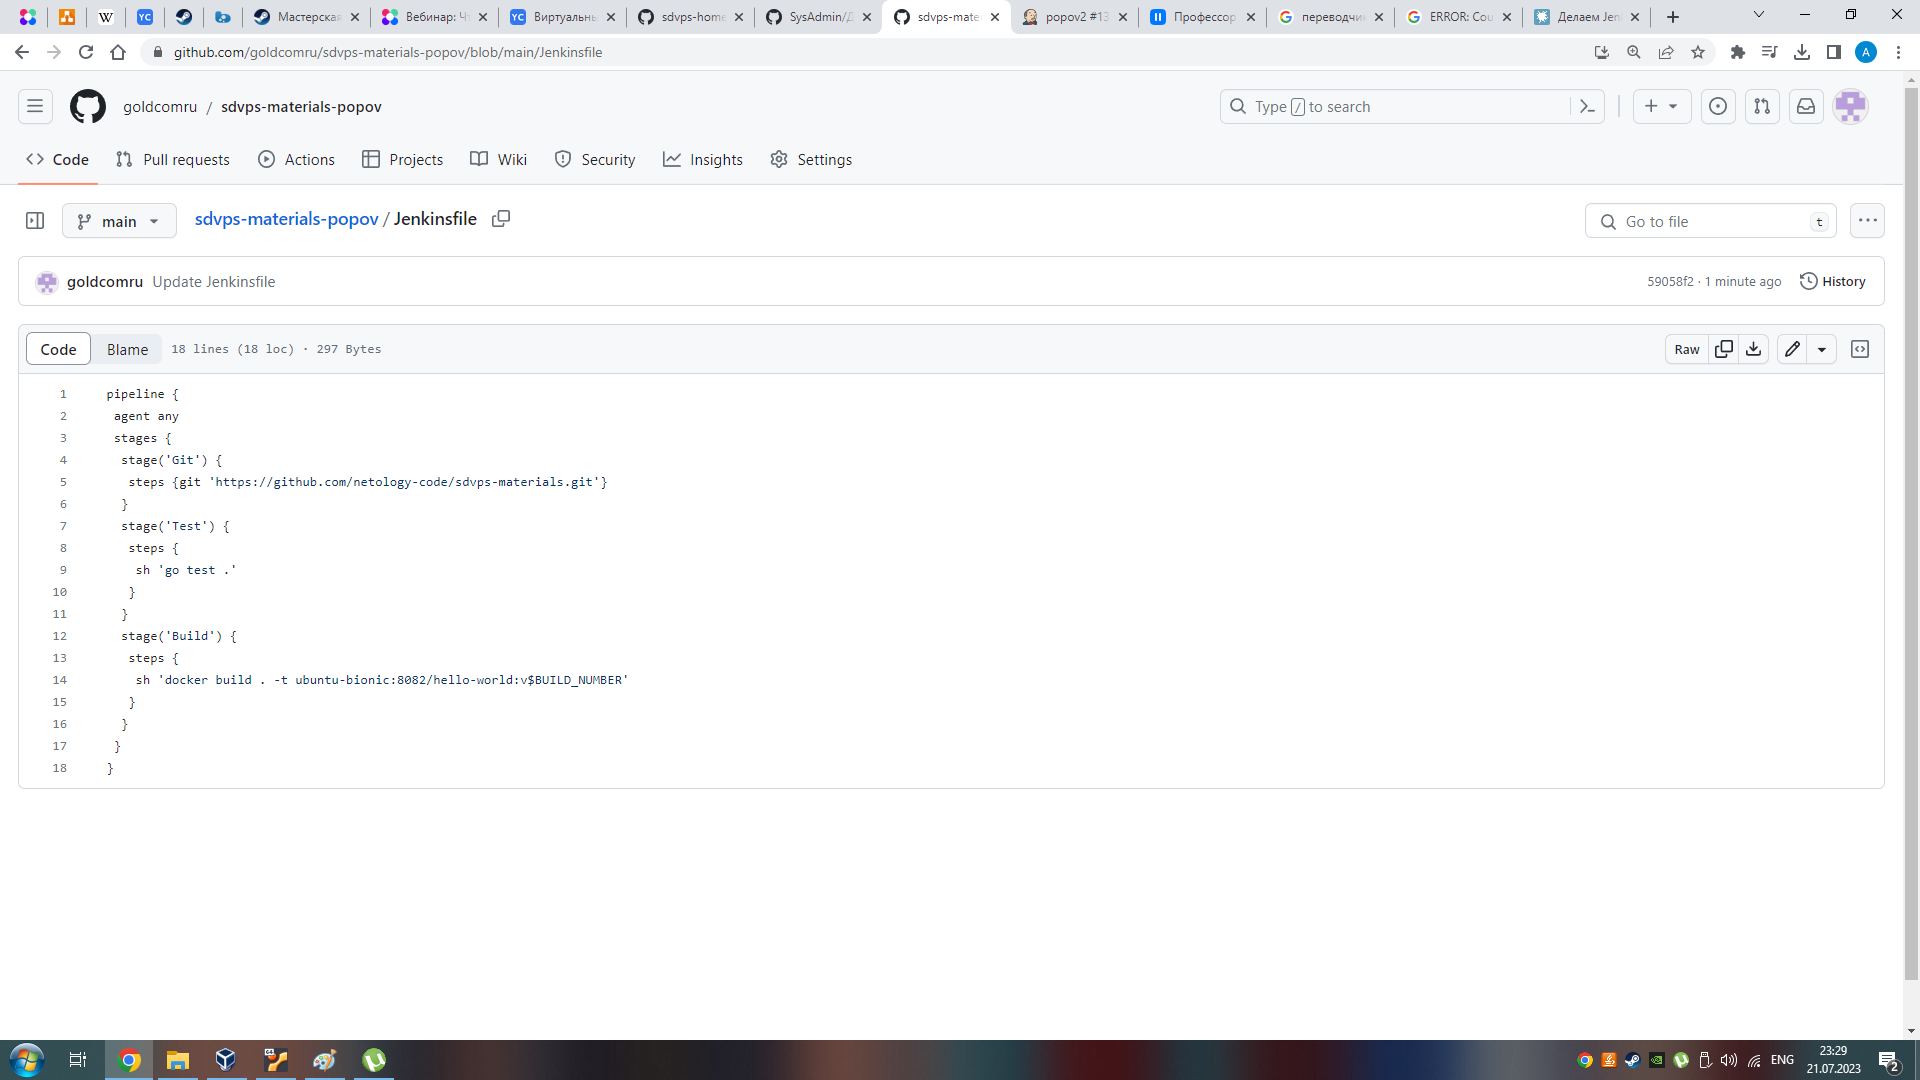 Мастерская
Вебинар: Чт
Виртуальны
sdvps-home
SysAdmin/Д
sdvps-mate
popov2 #13
Профессор
переводчик
ERROR: Cou
Делаем Jen
github.com/goldcomru/sdvps-materials-popov/blob/main/Jenkinsfile
A
goldcomru / sdvps-materials-popov
Type / to search
Code
Pull requests
Actions
Projects
Wiki
Security
Insights
Settings
main
sdvps-materials-popov / Jenkinsfile
Go to file
t
goldcomru Update Jenkinsfile
59058f2 · 1 minute ago
History
Code
Blame
18 lines (18 loc) · 297 Bytes
Raw
1 pipeline {
2 agent any
3 stages {
4 stage('Git') {
5 steps {git 'https://github.com/netology-code/sdvps-materials.git'}
6 }
7 stage('Test') {
8 steps {
9 sh 'go test .'
10 }
11 }
12 stage('Build') {
13 steps {
14 sh 'docker build . -t ubuntu-bionic:8082/hello-world:v$BUILD_NUMBER'
15 }
16 }
17 }
18 }
ENG
23:29
21.07.2023
2